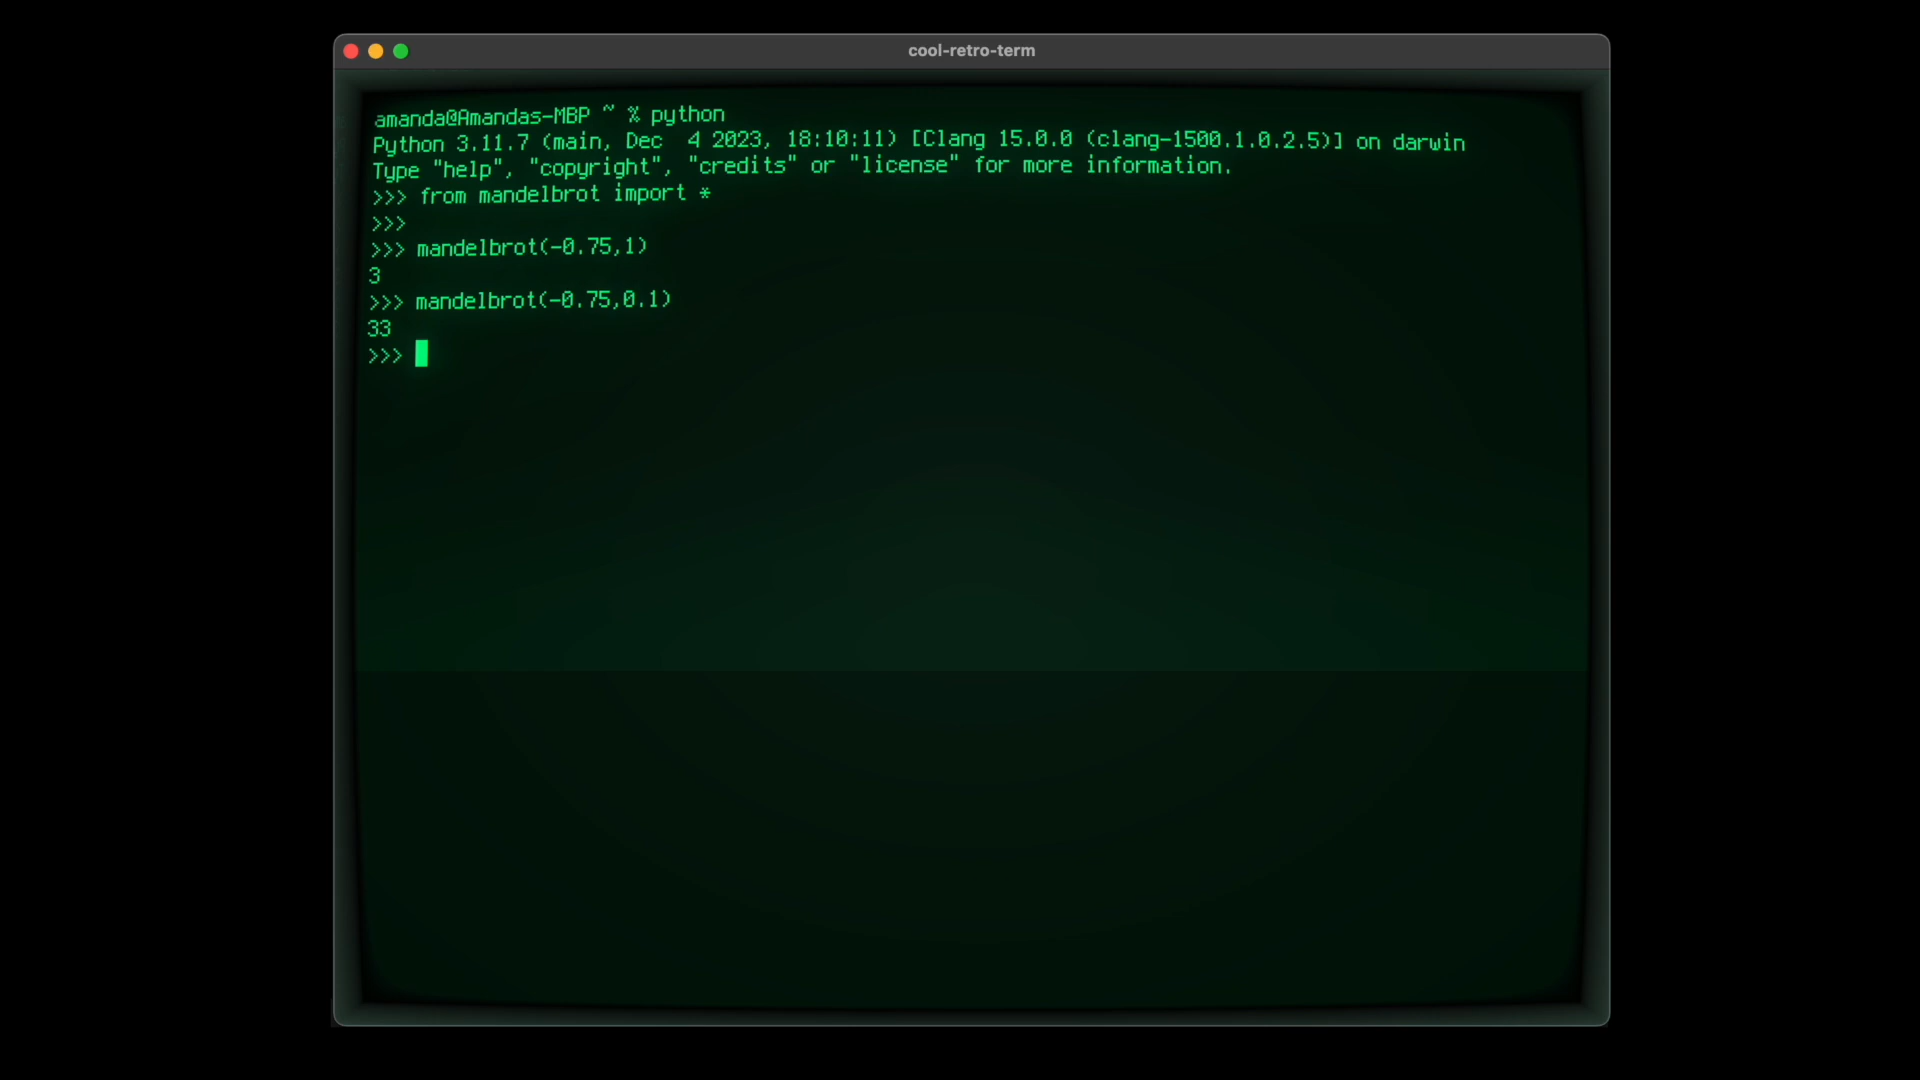 cool-retro-term
amanda@Amandas-MBP ~ % python
Python 3.11.7 (main, Dec  4 2023, 18:10:11) [Clang 15.0.0 (clang-1500.1.0.2.5)] on darwin
Type "help", "copyright", "credits" or "license" for more information.
>>> from mandelbrot import *
>>>
>>> mandelbrot(-0.75,1)
3
>>> mandelbrot(-0.75,0.1)
33
>>>